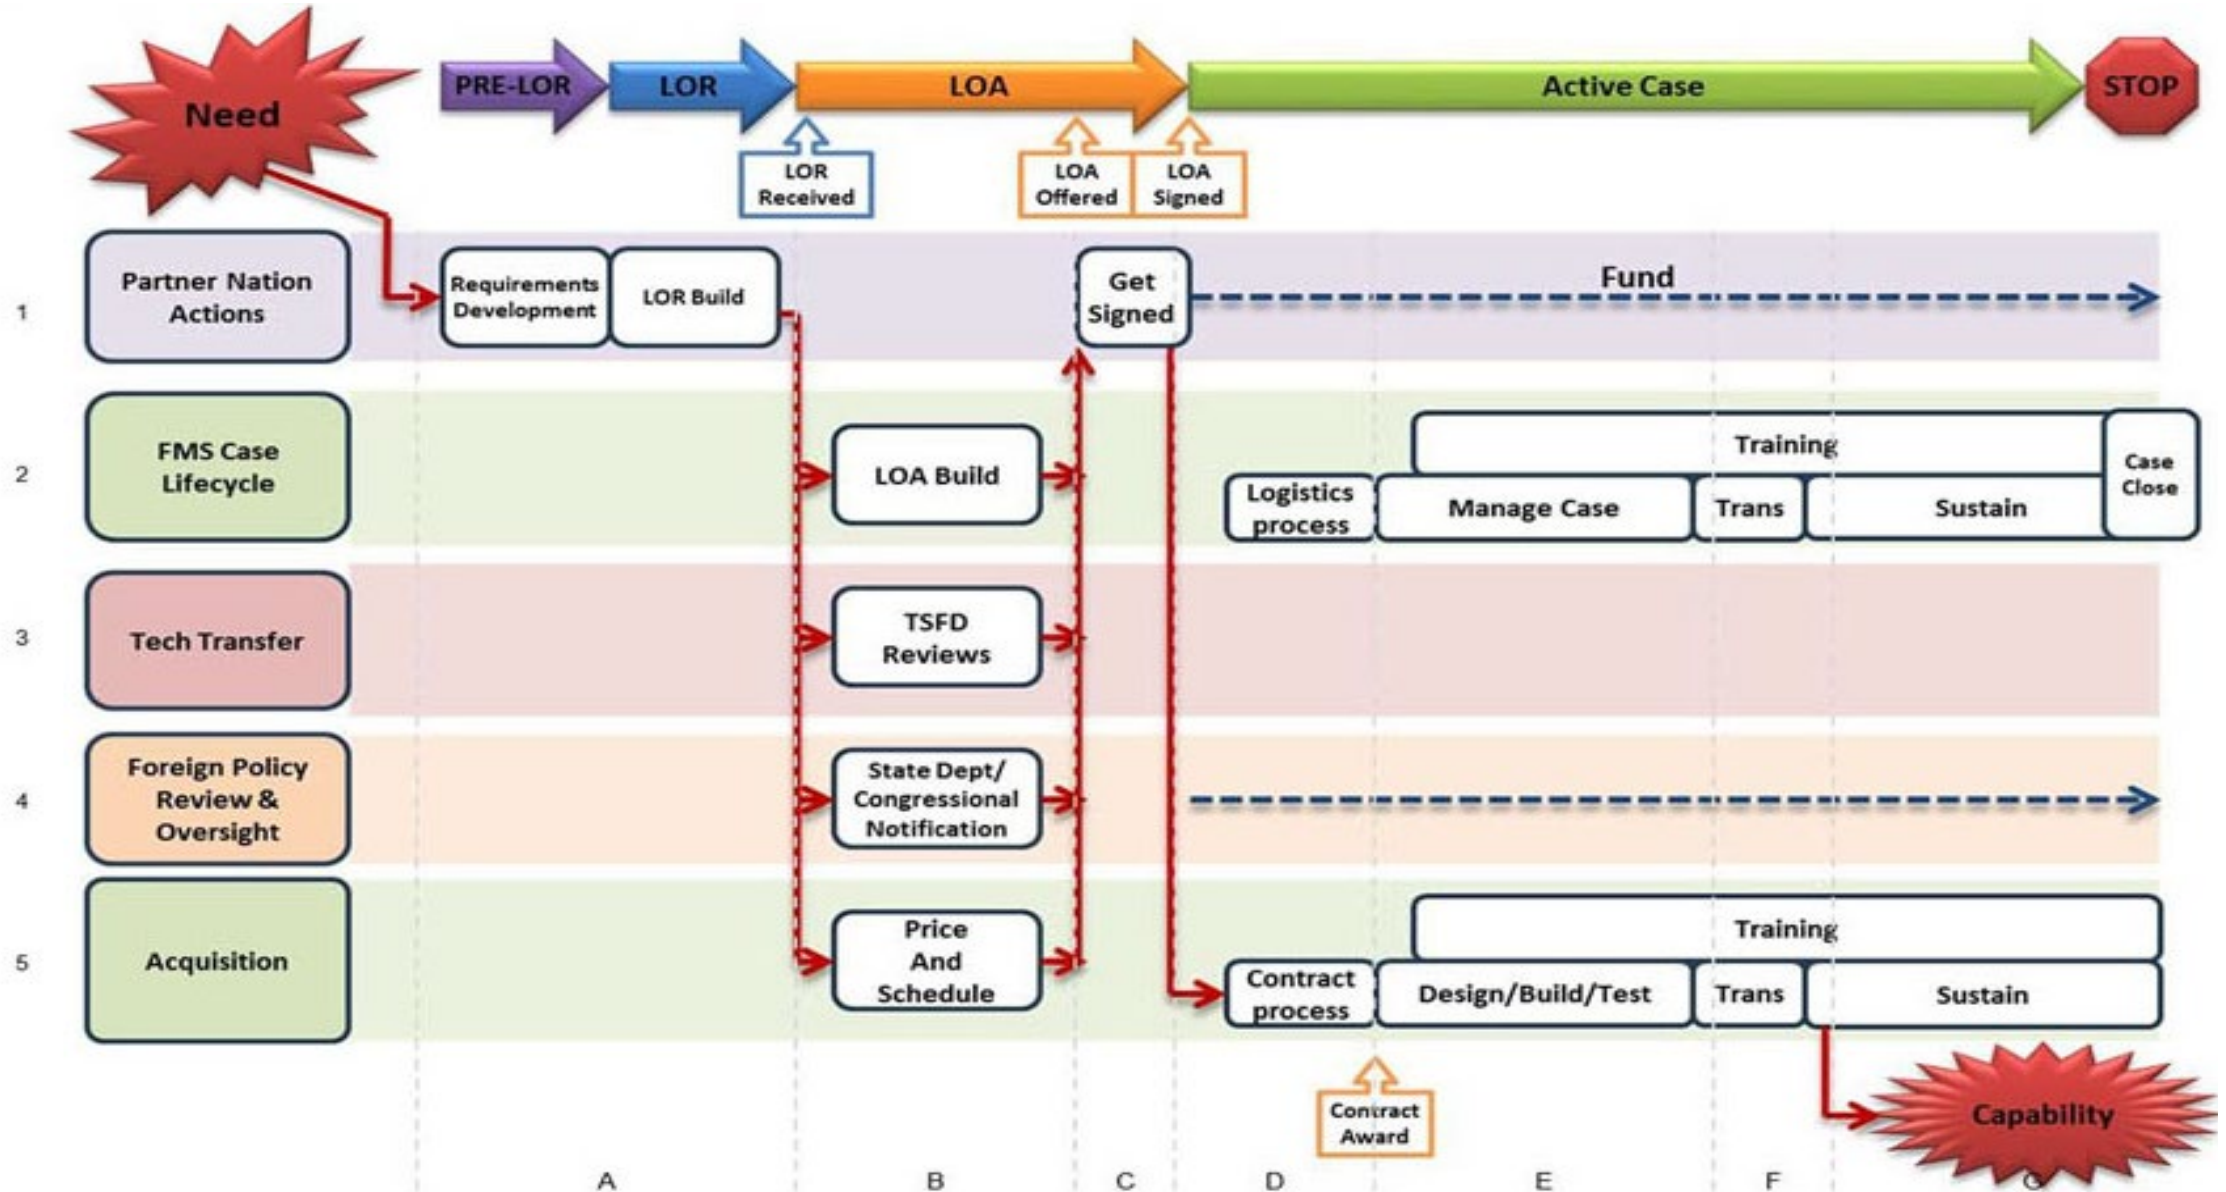 Need
PRE-LOR
LOR
LOA
Active Case
STOP
LOR
Received
LOA
Offered
LOA
Signed
1
Partner Nation
Actions
Requirements
Development
LOR Build
Get
Signed
Fund
2
FMS Case
Lifecycle
LOA Build
Training
Logistics
process
Manage Case
Trans
Sustain
Case
Close
3
Tech Transfer
TSFD
Reviews
4
Foreign Policy
Review &
Oversight
State Dept/
Congressional
Notification
5
Acquisition
Price
And
Schedule
Training
Contract
process
Design/Build/Test
Trans
Sustain
Contract
Award
Capability
A
B
C
D
E
F
G